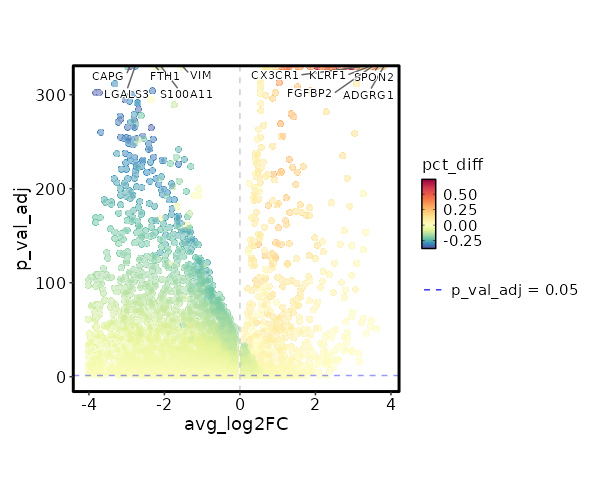 CAPG FTH1 VIM CX3CR1 KLRF1 SPON2
LGALS3 S100A11 FGFBP2 ADGRG1
300
200
100
0
-4 -2 0 2 4
avg_log2FC
p_val_adj
pct_diff
0.50
0.25
0.00
-0.25
p_val_adj = 0.05